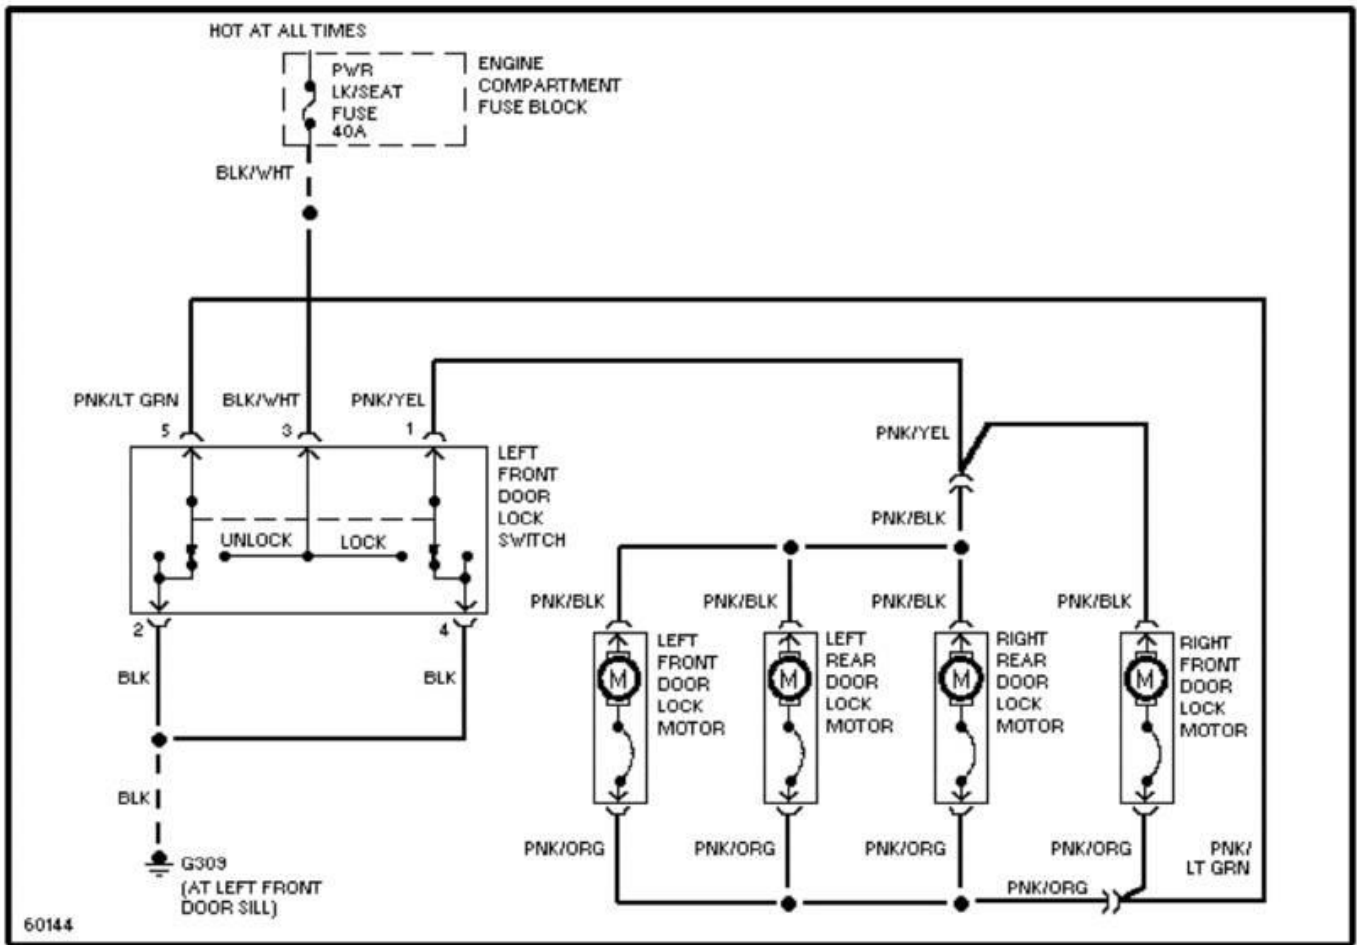 HOT AT ALL TIMES
PWR
LK/SEAT
FUSE
40A
ENGINE
COMPARTMENT
FUSE BLOCK
BLK/WHT
PNK/LT GRN
BLK/WHT
PNK/YEL
5
3
1
LEFT
FRONT
DOOR
LOCK
SWITCH
UNLOCK
LOCK
2
4
BLK
BLK
BLK
G309
(AT LEFT FRONT
DOOR SILL)
PNK/YEL
PNK/BLK
PNK/BLK
PNK/BLK
PNK/BLK
PNK/BLK
M
LEFT
FRONT
DOOR
LOCK
MOTOR
M
LEFT
REAR
DOOR
LOCK
MOTOR
M
RIGHT
REAR
DOOR
LOCK
MOTOR
M
RIGHT
FRONT
DOOR
LOCK
MOTOR
PNK/ORG
PNK/ORG
PNK/ORG
PNK/ORG
PNK/
LT GRN
PNK/ORG
60144